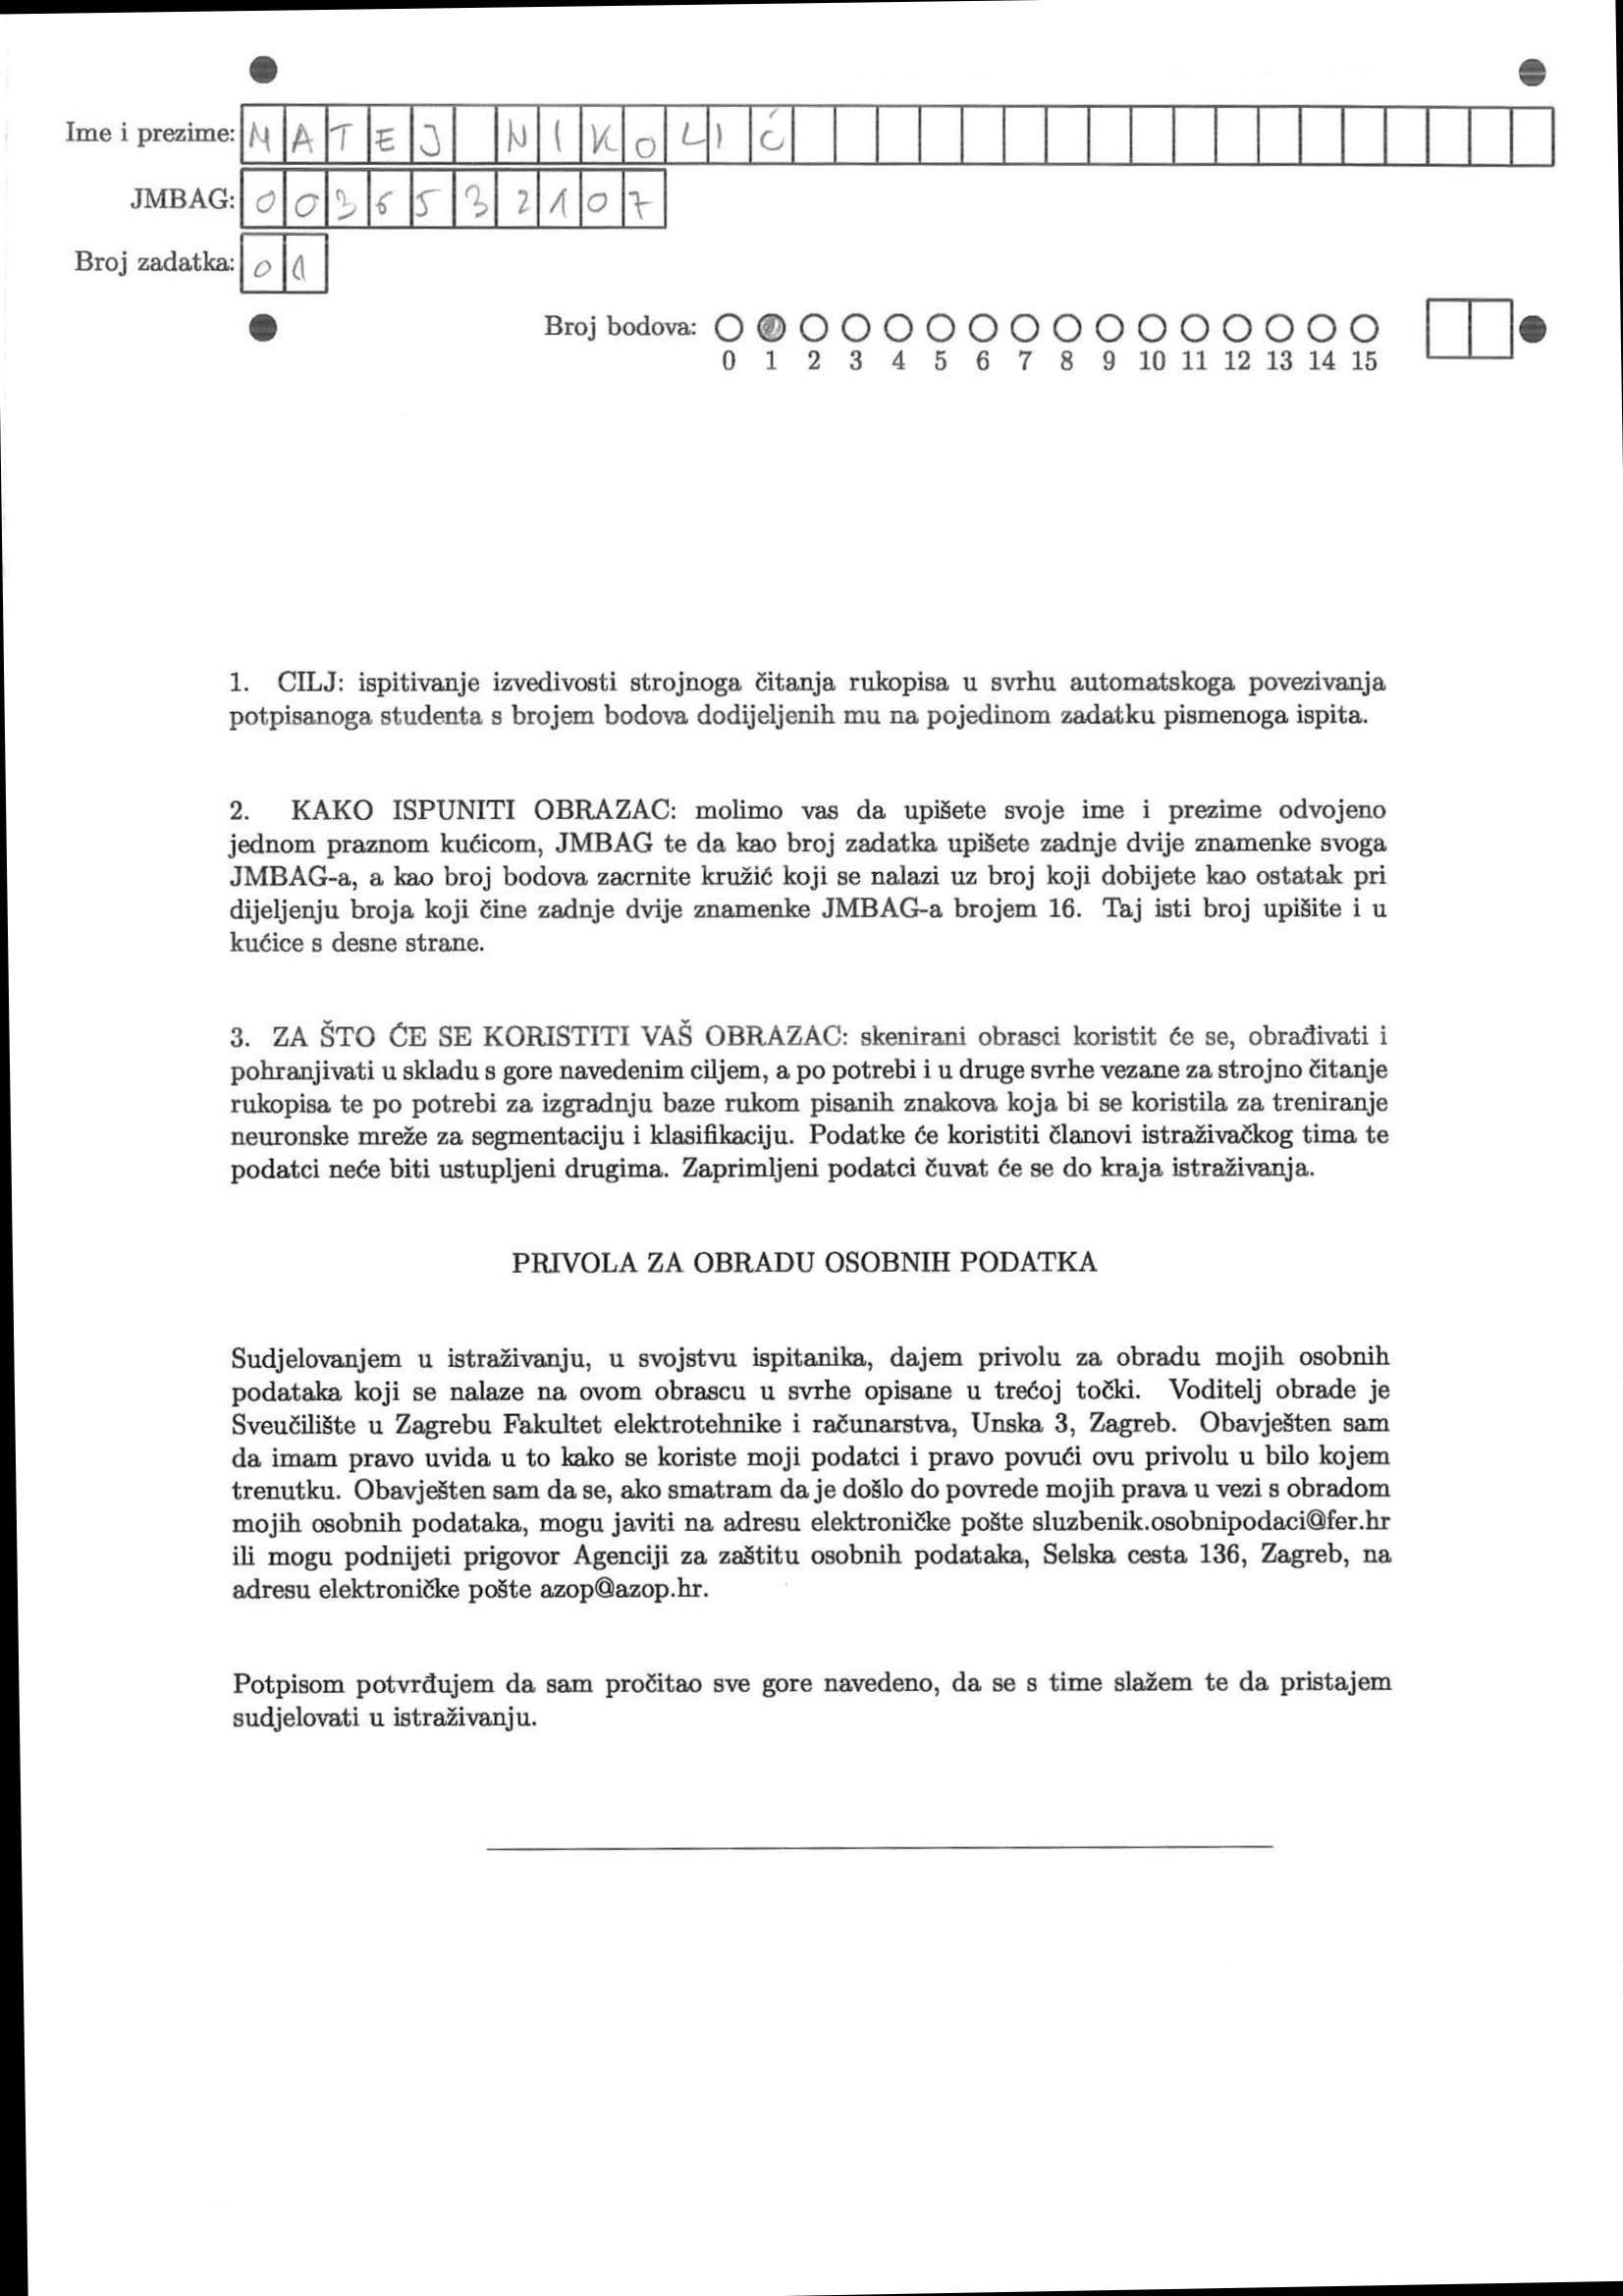 Ime i prezime: MATEJ NIKOLIĆ
JMBAG: 0036532107
Broj zadatka: 01
Broj bodova:
0 1 2 3 4 5 6 7 8 9 10 11 12 13 14 15
1. CILJ: ispitivanje izvedivosti strojnoga čitanja rukopisa u svrhu automatskoga povezivanja
potpisanoga studenta s brojem bodova dodijeljenih mu na pojedinom zadatku pismenoga ispita.
2. KAKO ISPUNITI OBRAZAC: molimo vas da upišete svoje ime i prezime odvojeno
jednom praznom kućicom, JMBAG te da kao broj zadatka upišete zadnje dvije znamenke svoga
JMBAG-a, a kao broj bodova zacrnite kružić koji se nalazi uz broj koji dobijete kao ostatak pri
dijeljenju broja koji čine zadnje dvije znamenke JMBAG-a brojem 16. Taj isti broj upišite i u
kućice s desne strane.
3. ZA ŠTO ĆE SE KORISTITI VAŠ OBRAZAC: skenirani obrasci koristit će se, obrađivati i
pohranjivati u skladu s gore navedenim ciljem, a po potrebi i u druge svrhe vezane za strojno čitanje
rukopisa te po potrebi za izgradnju baze rukom pisanih znakova koja bi se koristila za treniranje
neuronske mreže za segmentaciju i klasifikaciju. Podatke će koristiti članovi istraživačkog tima te
podatci neće biti ustupljeni drugima. Zaprimljeni podatci čuvat će se do kraja istraživanja.
PRIVOLA ZA OBRADU OSOBNIH PODATKA
Sudjelovanjem u istraživanju, u svojstvu ispitanika, dajem privolu za obradu mojih osobnih
podataka koji se nalaze na ovom obrascu u svrhe opisane u trećoj točki. Voditelj obrade je
Sveučilište u Zagrebu Fakultet elektrotehnike i računarstva, Unska 3, Zagreb. Obavješten sam
da imam pravo uvida u to kako se koriste moji podatci i pravo povući ovu privolu u bilo kojem
trenutku. Obavješten sam da se, ako smatram da je došlo do povrede mojih prava u vezi s obradom
mojih osobnih podataka, mogu javiti na adresu elektroničke pošte sluzbenik.osobnipodaci@fer.hr
ili mogu podnijeti prigovor Agenciji za zaštitu osobnih podataka, Selska cesta 136, Zagreb, na
adresu elektroničke pošte azop@azop.hr.
Potpisom potvrđujem da sam pročitao sve gore navedeno, da se s time slažem te da pristajem
sudjelovati u istraživanju.